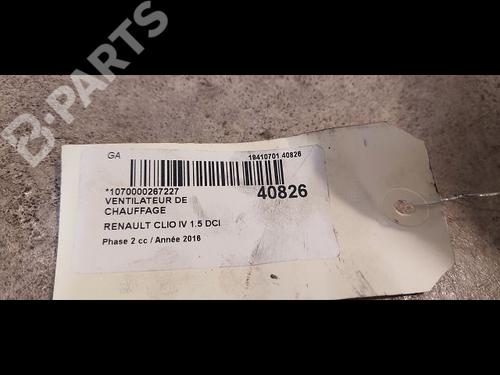 B-PARTS
GA
19410701 40826
*1070000267227
40826
VENTILATEUR DE
CHAUFFAGE
RENAULT CLIO IV 1.5 DCI
Phase 2 cc / Année 2016